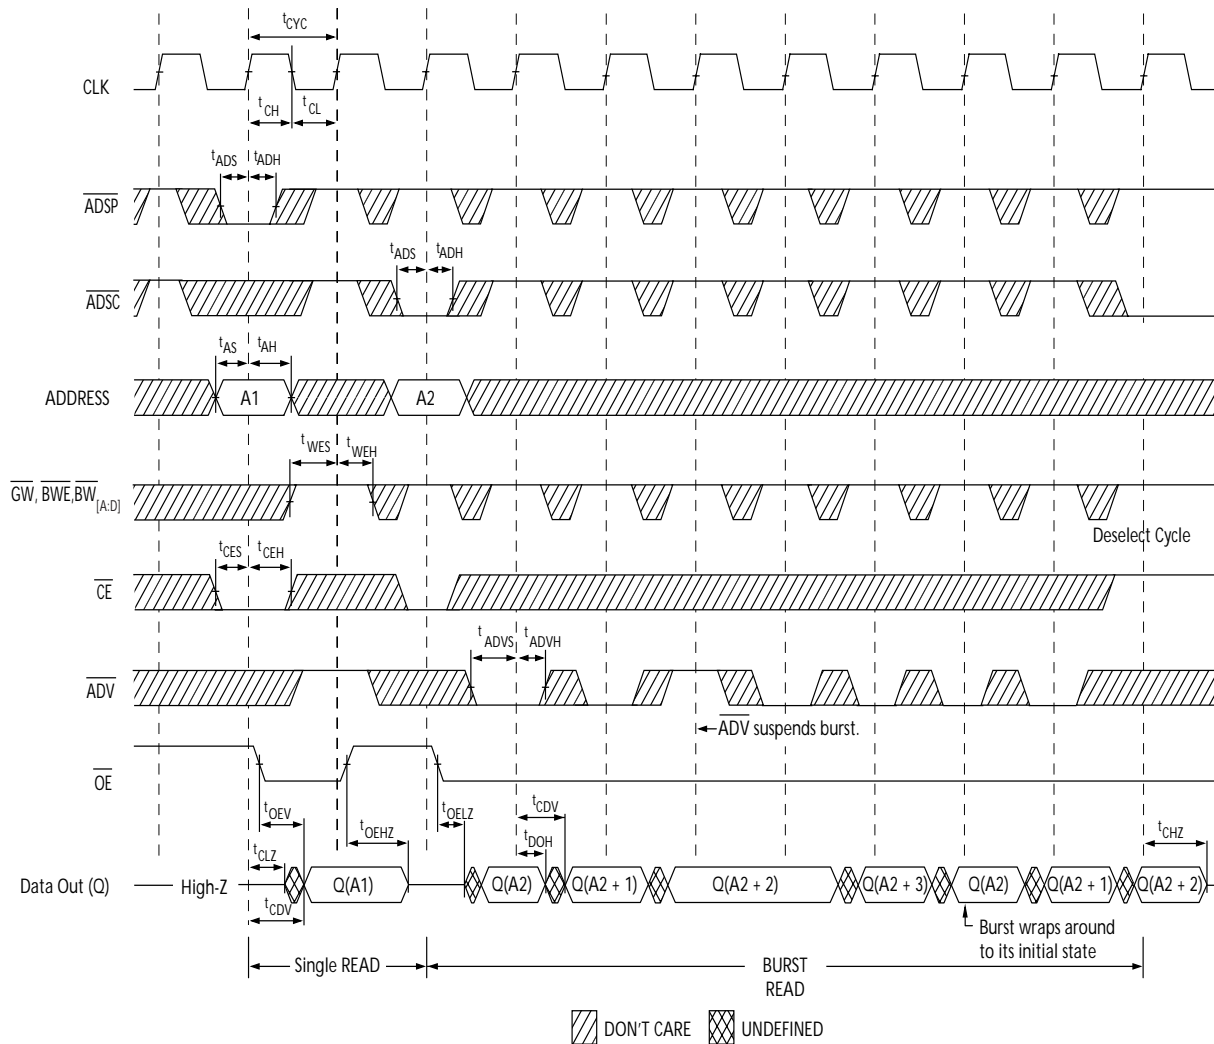 tCYC
CLK
tCH
tCL
tADS
tADH
ADSP
tADS
tADH
ADSC
tAS
tAH
ADDRESS
A1
A2
tWES
tWEH
GW, BWE,BW[A:D]
Deselect Cycle
tCES
tCEH
CE
tADVS
tADVH
ADV
ADV suspends burst.
OE
tOEV
tOEHZ
tOELZ
tCDV
tDOH
tCLZ
tCHZ
Data Out (Q)
High-Z
Q(A1)
Q(A2)
Q(A2 + 1)
Q(A2 + 2)
Q(A2 + 3)
Q(A2)
Q(A2 + 1)
Q(A2 + 2)
tCDV
Burst wraps around
to its initial state
Single READ
BURST
READ
DON'T CARE
UNDEFINED